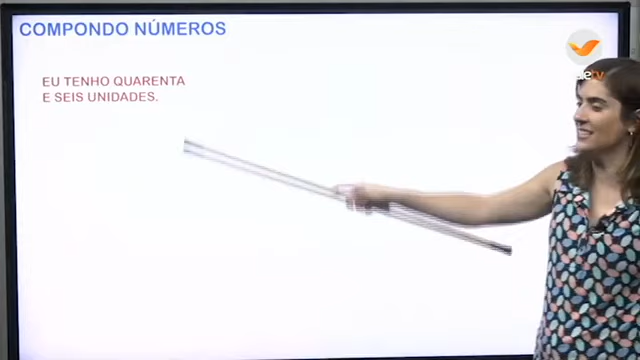 COMPONDO NÚMEROS
EU TENHO QUARENTA
E SEIS UNIDADES.